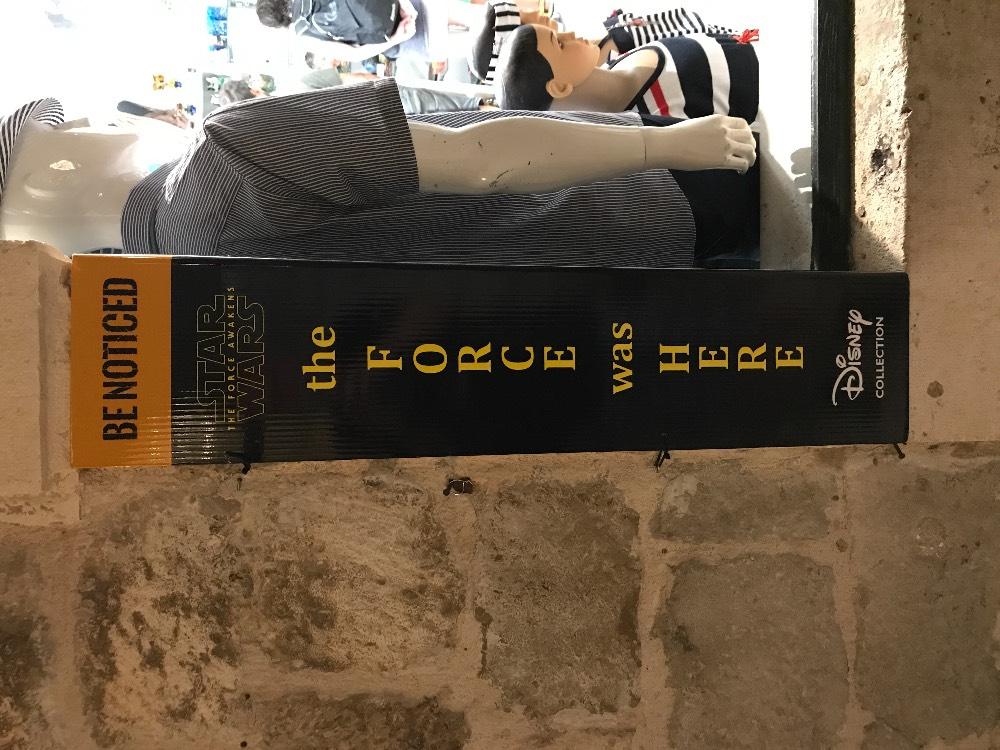 BE NOTICED
STAR
THE FORCE AWAKENS
WARS
the
FORCE
was
HERE
Disney
COLLECTION